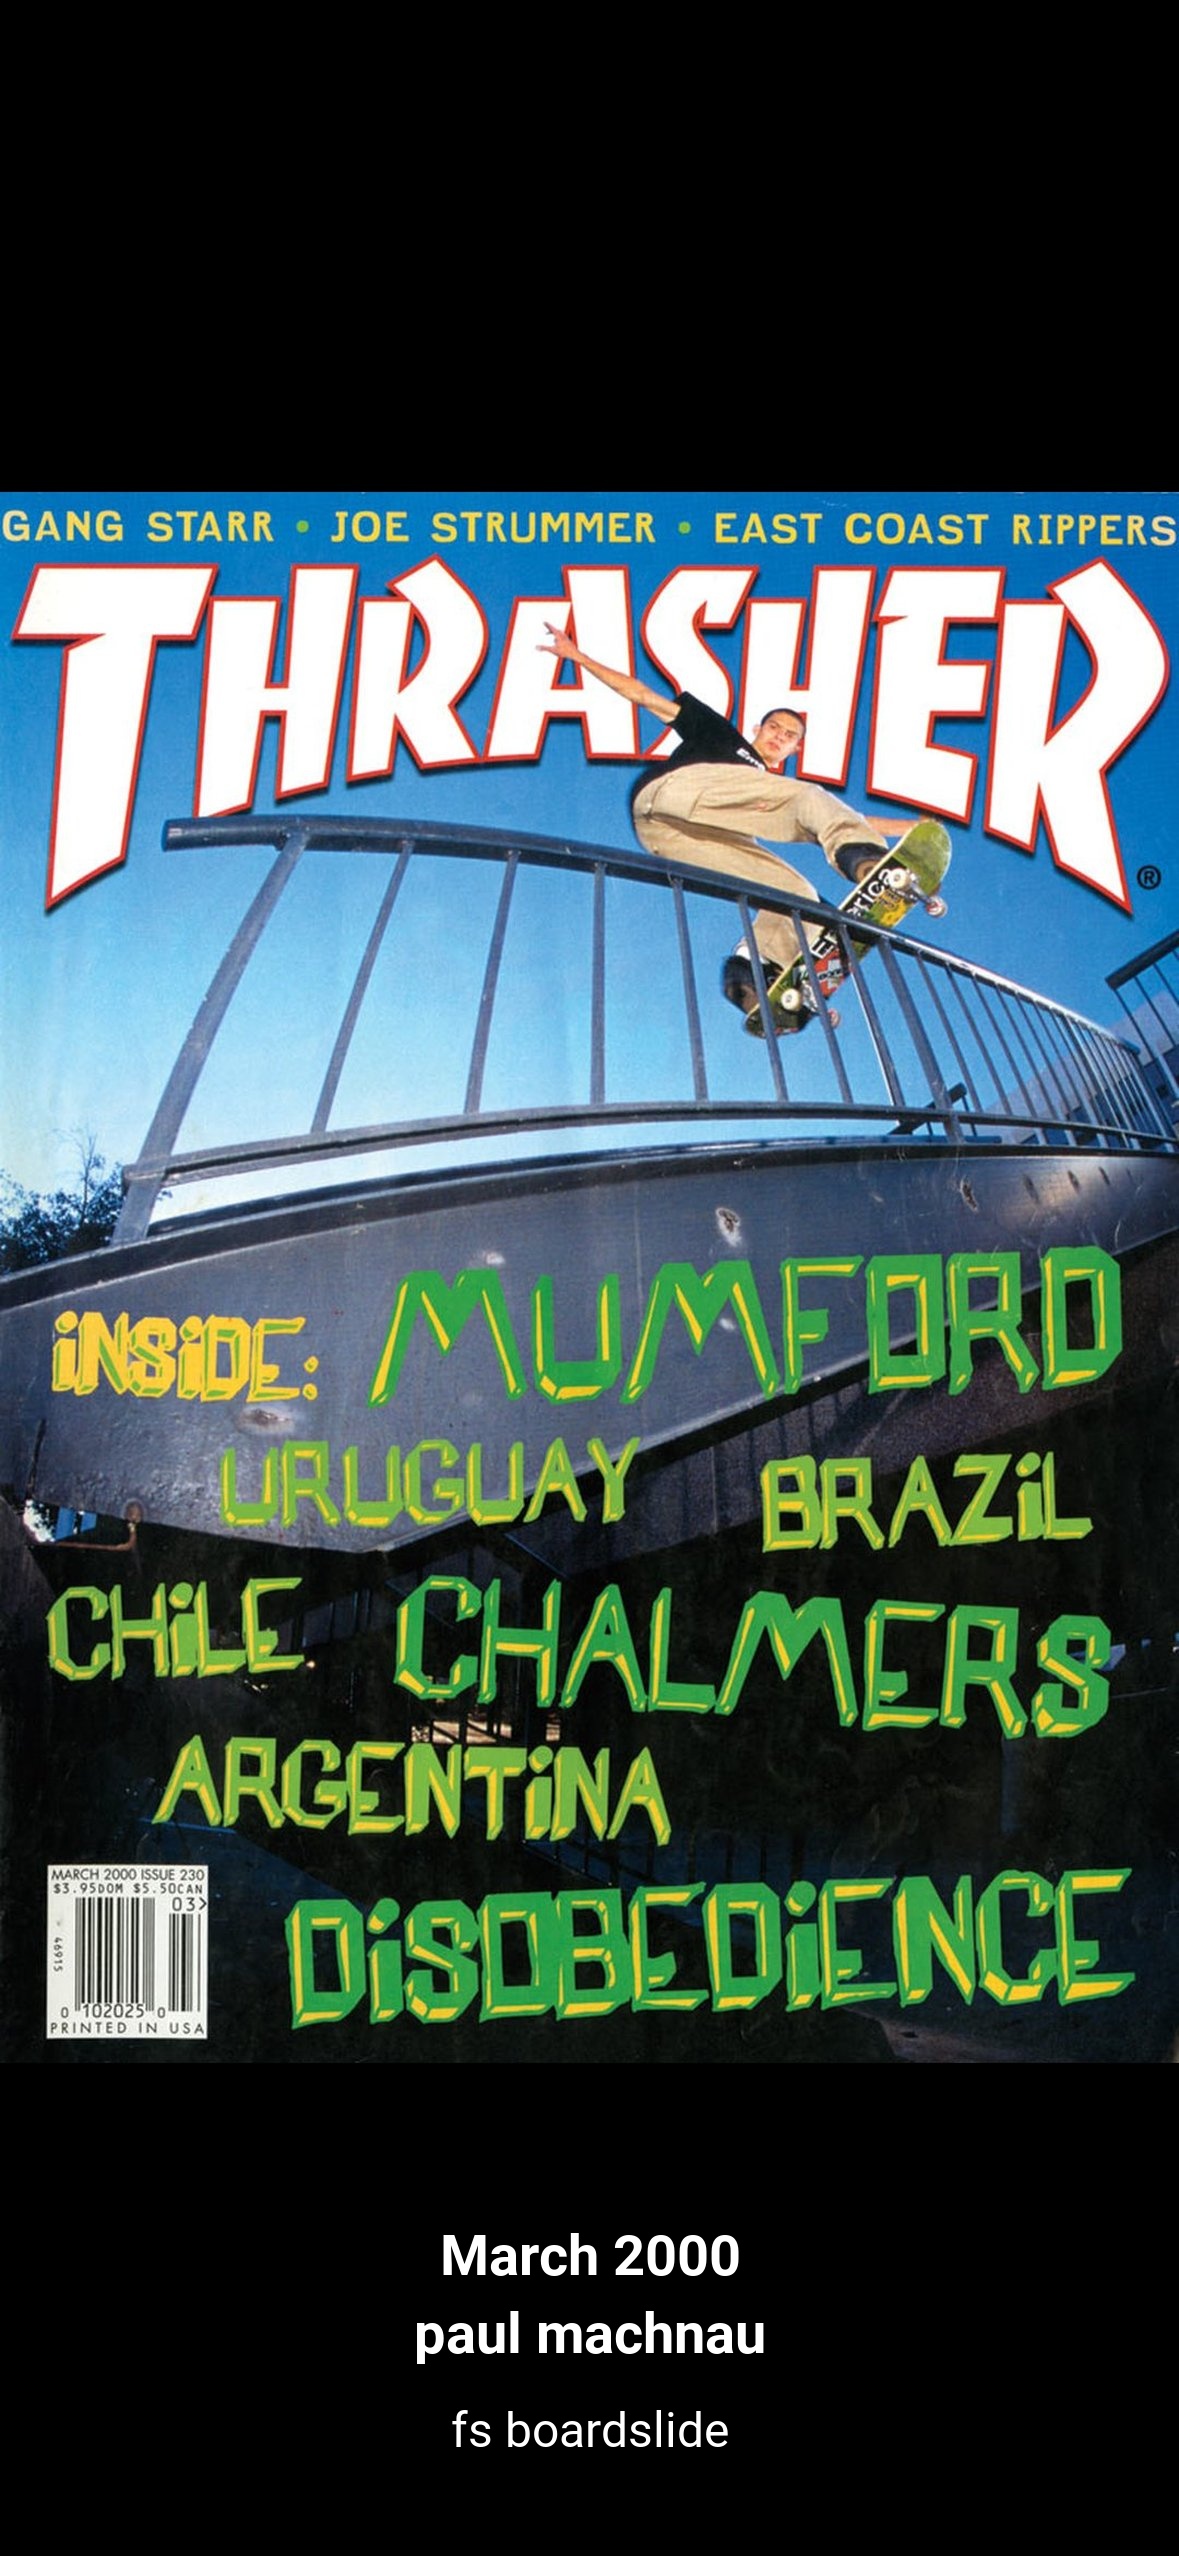 GANG STARR • JOE STRUMMER • EAST COAST RIPPERS
THRASHER®
INSIDE: MUMFORD
URUGUAY BRAZIL
CHILE CHALMERS
ARGENTINA
DISOBEDIENCE
MARCH 2000 ISSUE 230
$3.95DOM $5.50CAN
03>
46915
0 102025 0
PRINTED IN USA
March 2000
paul machnau
fs boardslide